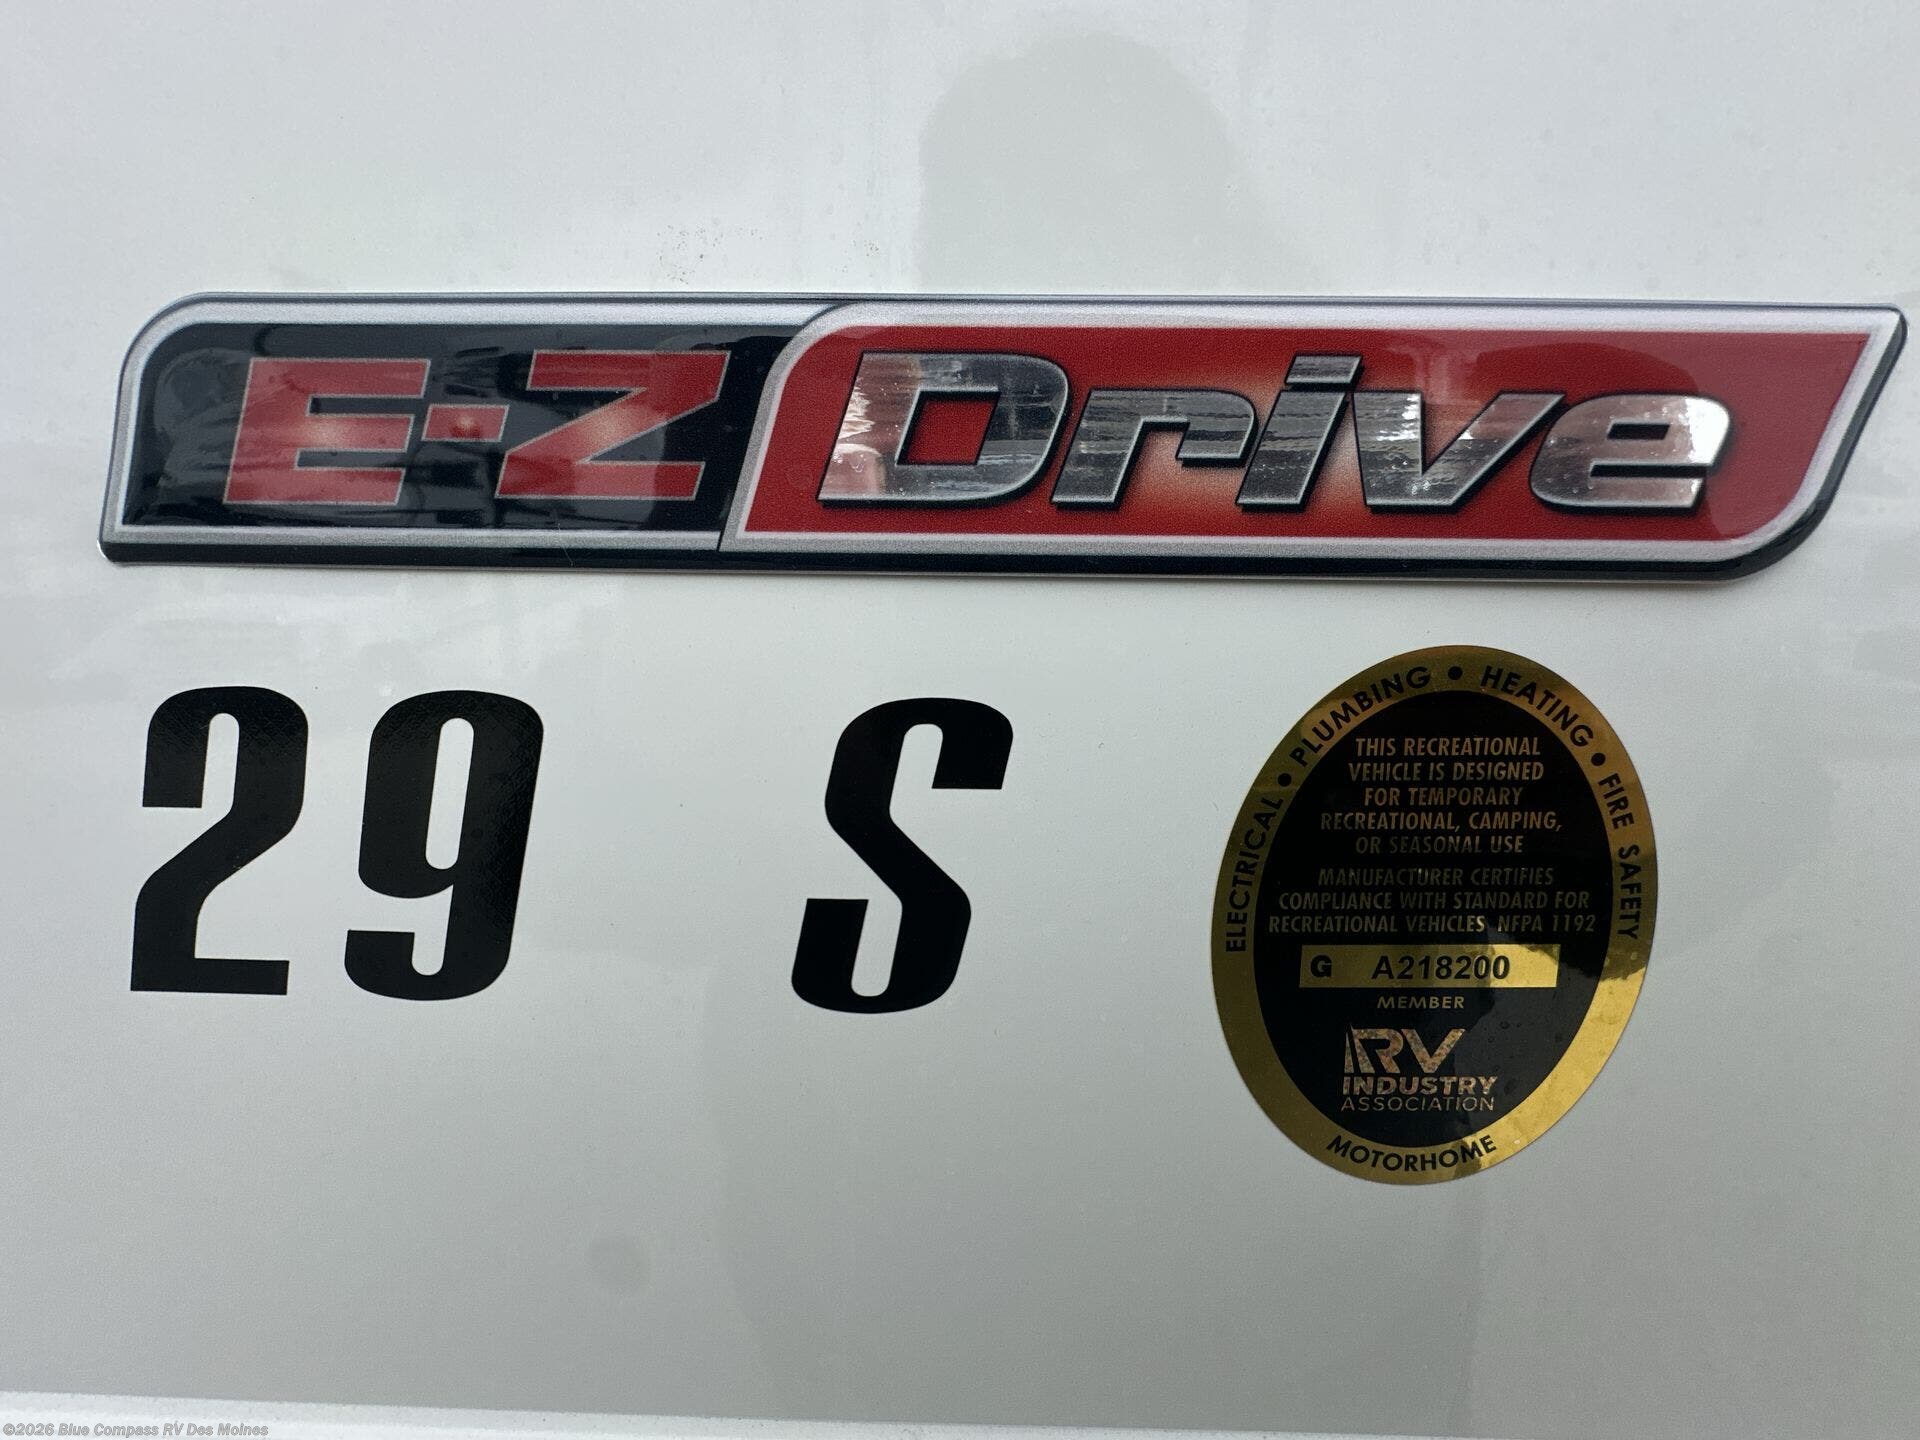 E-Z Drive
29 S
ELECTRICAL • PLUMBING • HEATING • FIRE SAFETY
THIS RECREATIONAL
VEHICLE IS DESIGNED
FOR TEMPORARY
RECREATIONAL, CAMPING,
OR SEASONAL USE
MANUFACTURER CERTIFIES
COMPLIANCE WITH STANDARD FOR
RECREATIONAL VEHICLES NFPA 1192
G A218200
MEMBER
RV
INDUSTRY
ASSOCIATION
MOTORHOME
©2026 Blue Compass RV Des Moines